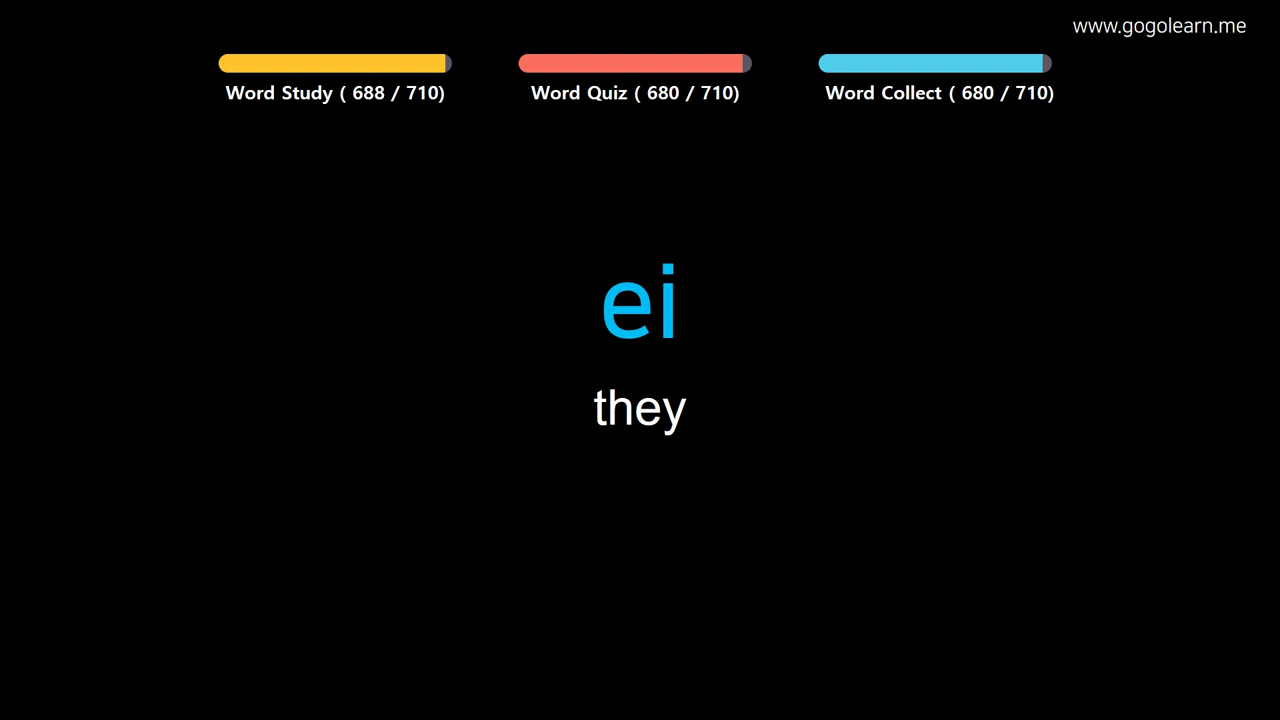 www.gogolearn.me
Word Study ( 688 / 710)
Word Quiz ( 680 / 710)
Word Collect ( 680 / 710)
ei
they